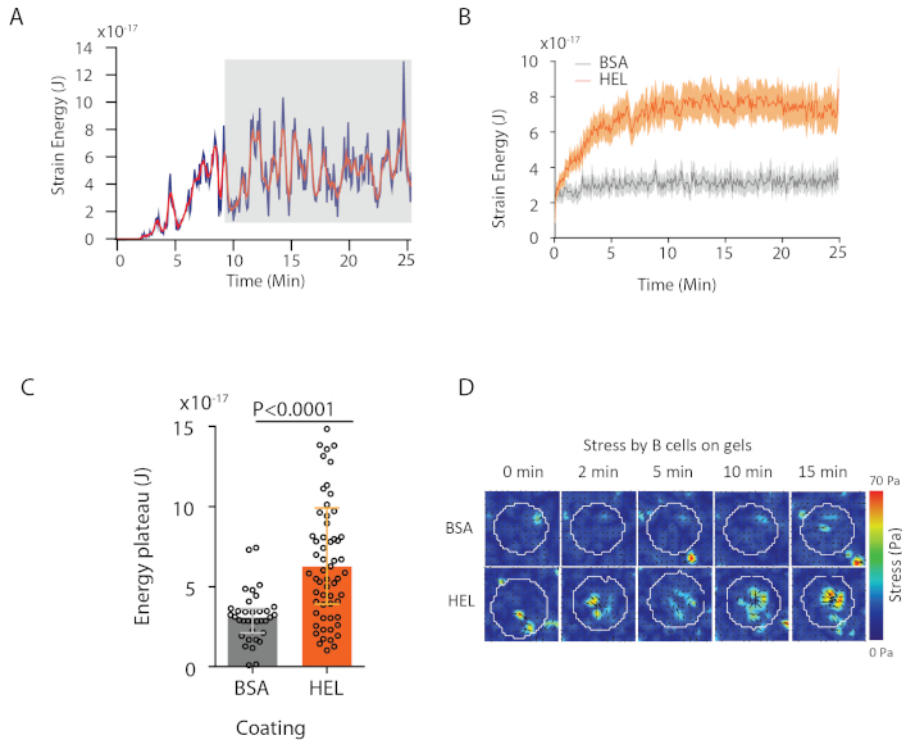 A
x10-17
Strain Energy (J)
14
12
10
8
6
4
2
0
0 5 10 15 20 25
Time (Min)
B
x10-17
BSA
HEL
Strain Energy (J)
10
8
6
4
2
0
0 5 10 15 20 25
Time (Min)
C
x10-17
P<0.0001
Energy plateau (J)
15
10
5
0
BSA HEL
Coating
D
Stress by B cells on gels
0 min 2 min 5 min 10 min 15 min
BSA
HEL
70 Pa
Stress (Pa)
0 Pa